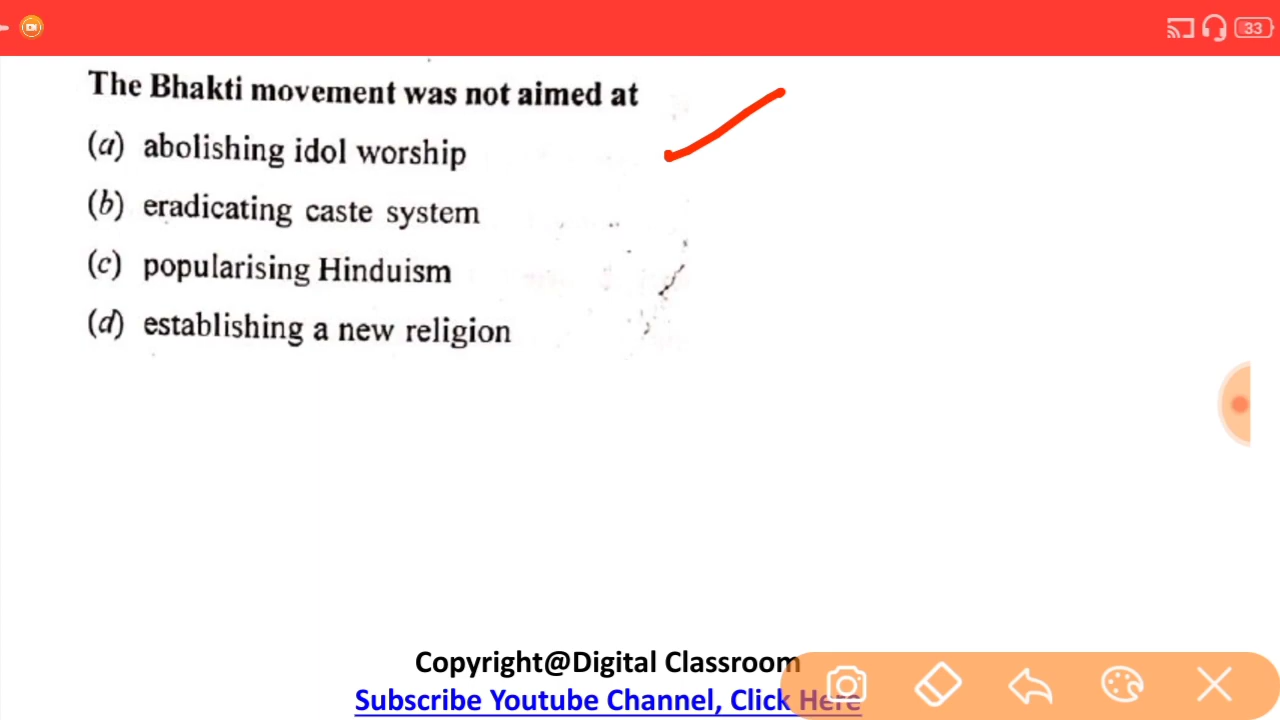 33
The Bhakti movement was not aimed at
(a) abolishing idol worship
(b) eradicating caste system
(c) popularising Hinduism
(d) establishing a new religion
Copyright@Digital Classroom
Subscribe Youtube Channel, Click Here